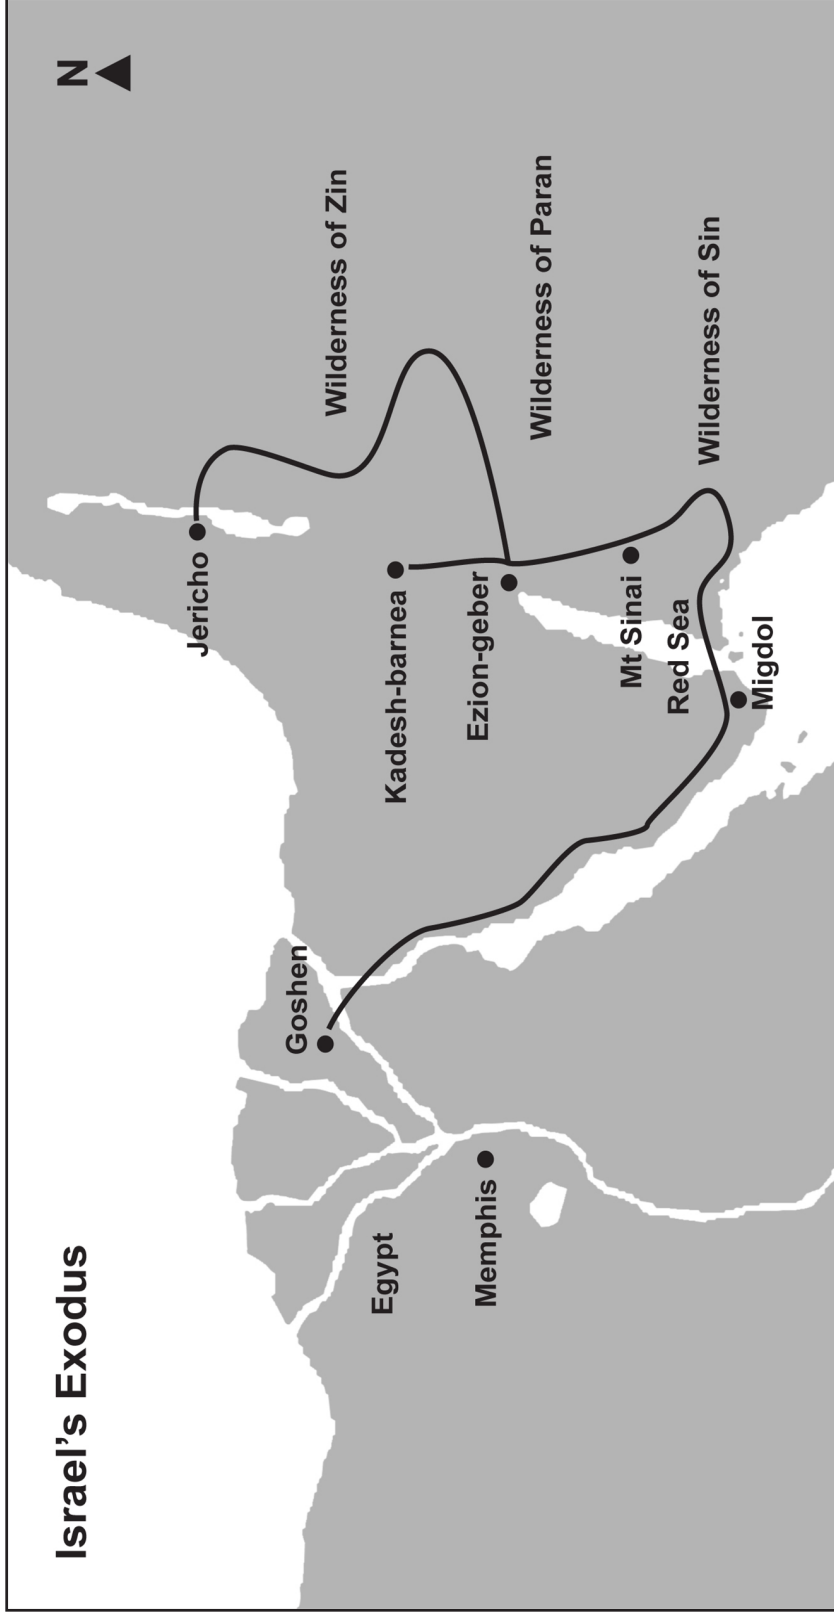 Israel’s Exodus
N
Jericho
Wilderness of Zin
Goshen
Egypt
Kadesh-barnea
Memphis
Ezion-geber
Wilderness of Paran
Mt Sinai
Red Sea
Wilderness of Sin
Migdol